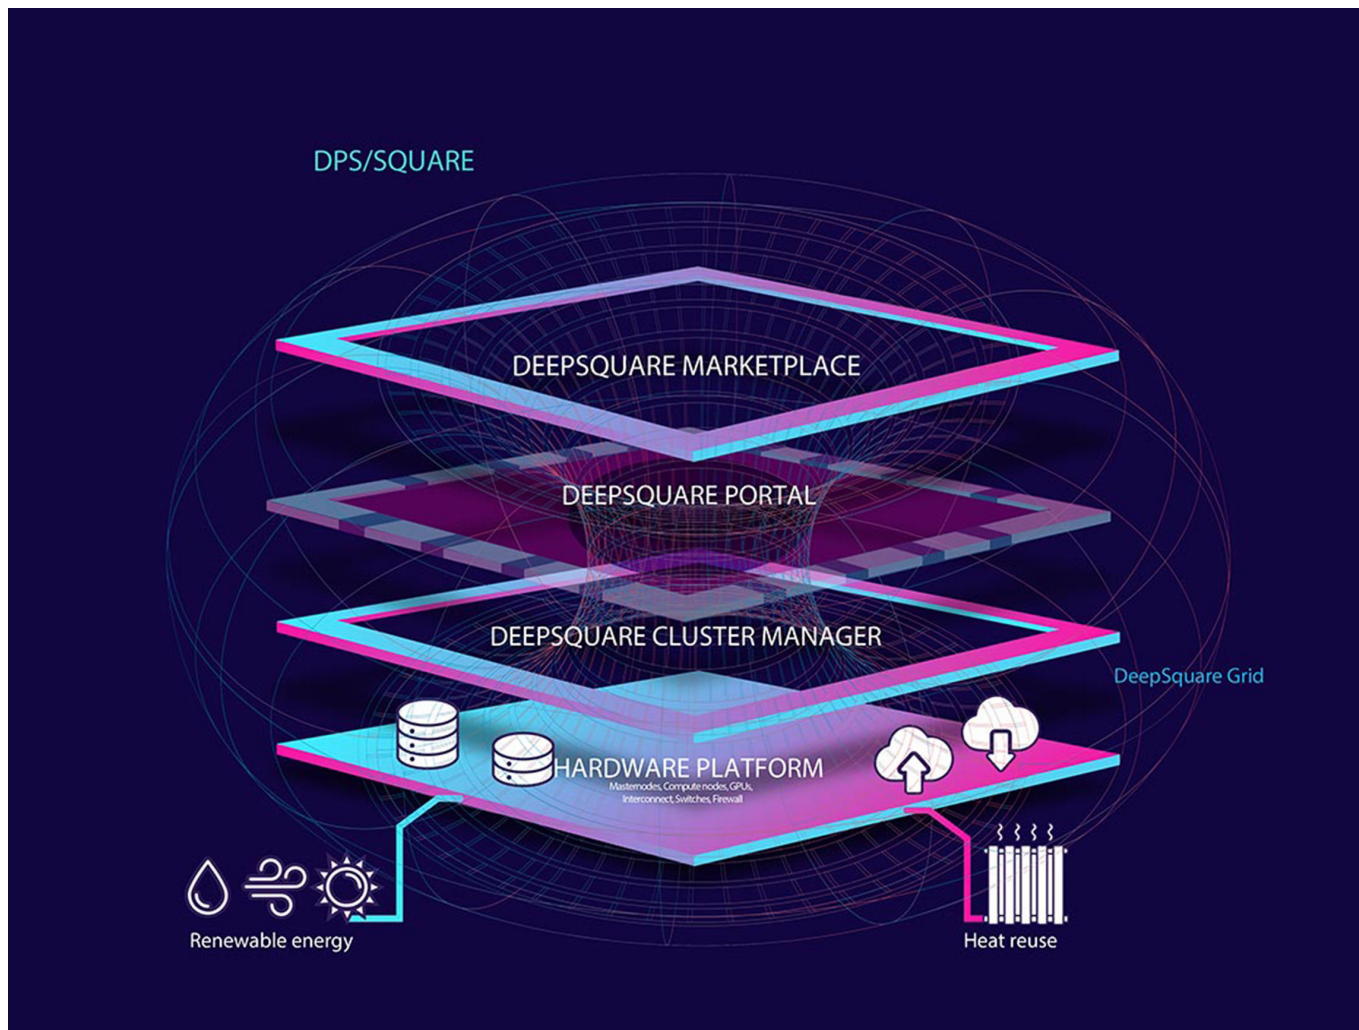 DPS/SQUARE
DEEPSQUARE MARKETPLACE
DEEPSQUARE PORTAL
DEEPSQUARE CLUSTER MANAGER
DeepSquare Grid
HARDWARE PLATFORM
Masternodes, Compute nodes, GPUs,
Interconnect, Switches, Firewall
Renewable energy
Heat reuse